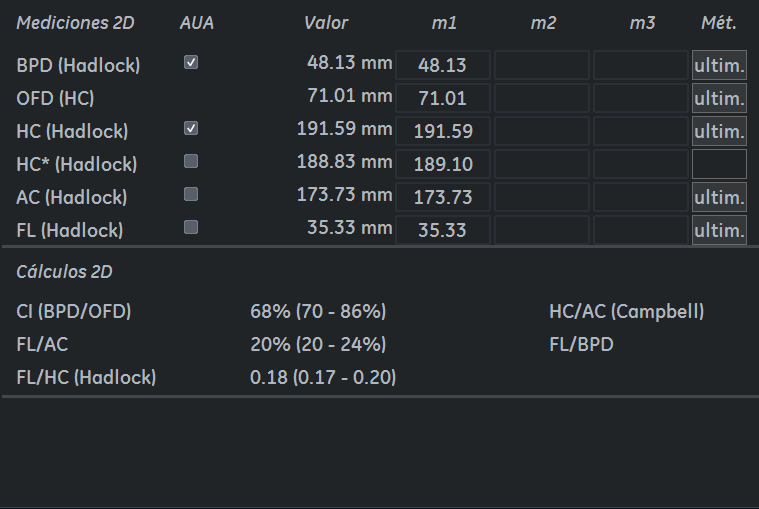 Mediciones 2D AUA Valor m1 m2 m3 Mét.
BPD (Hadlock) 48.13 mm 48.13 ultim.
OFD (HC) 71.01 mm 71.01 ultim.
HC (Hadlock) 191.59 mm 191.59 ultim.
HC* (Hadlock) 188.83 mm 189.10
AC (Hadlock) 173.73 mm 173.73 ultim.
FL (Hadlock) 35.33 mm 35.33 ultim.
Cálculos 2D
CI (BPD/OFD) 68% (70 - 86%) HC/AC (Campbell)
FL/AC 20% (20 - 24%) FL/BPD
FL/HC (Hadlock) 0.18 (0.17 - 0.20)